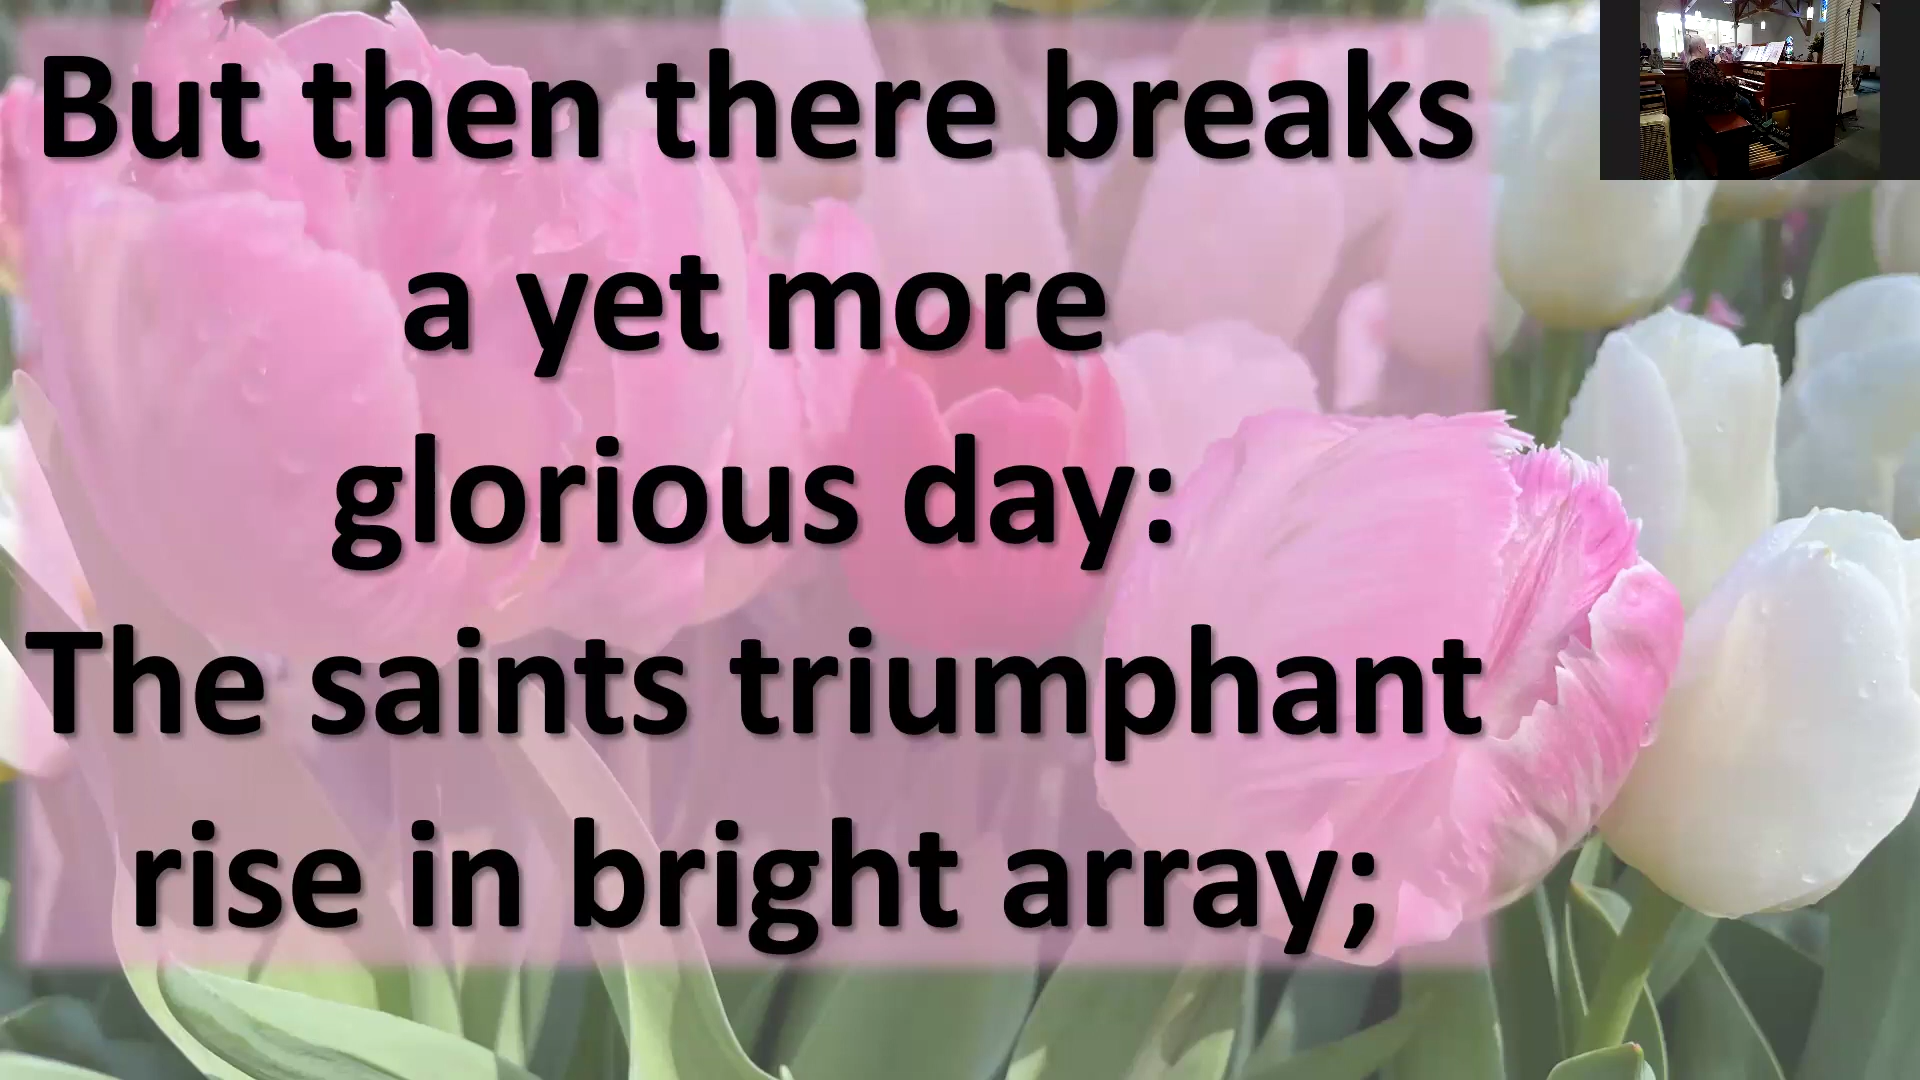 But then there breaks
a yet more
glorious day:
The saints triumphant
rise in bright array;